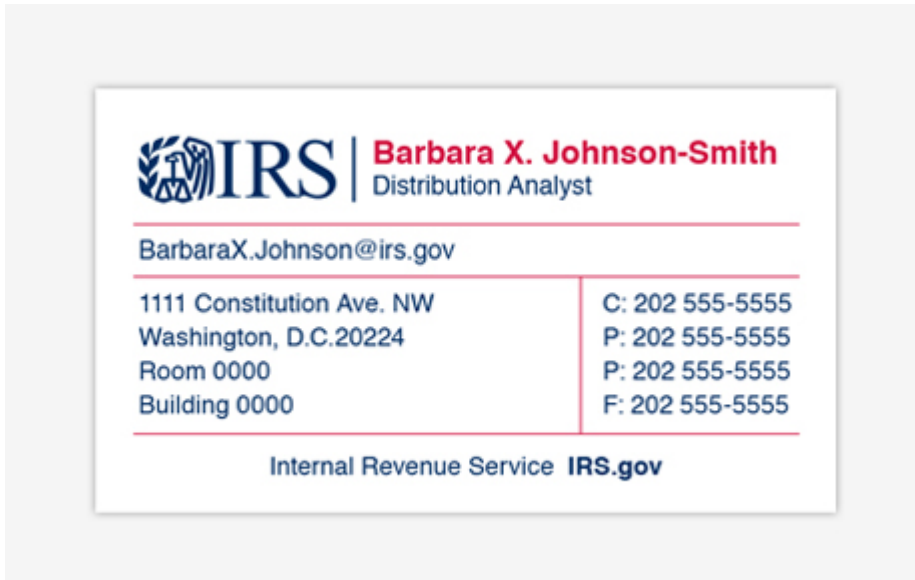 IRS
Barbara X. Johnson-Smith
Distribution Analyst
BarbaraX.Johnson@irs.gov
1111 Constitution Ave. NW
Washington, D.C.20224
Room 0000
Building 0000
C: 202 555-5555
P: 202 555-5555
P: 202 555-5555
F: 202 555-5555
Internal Revenue Service IRS.gov